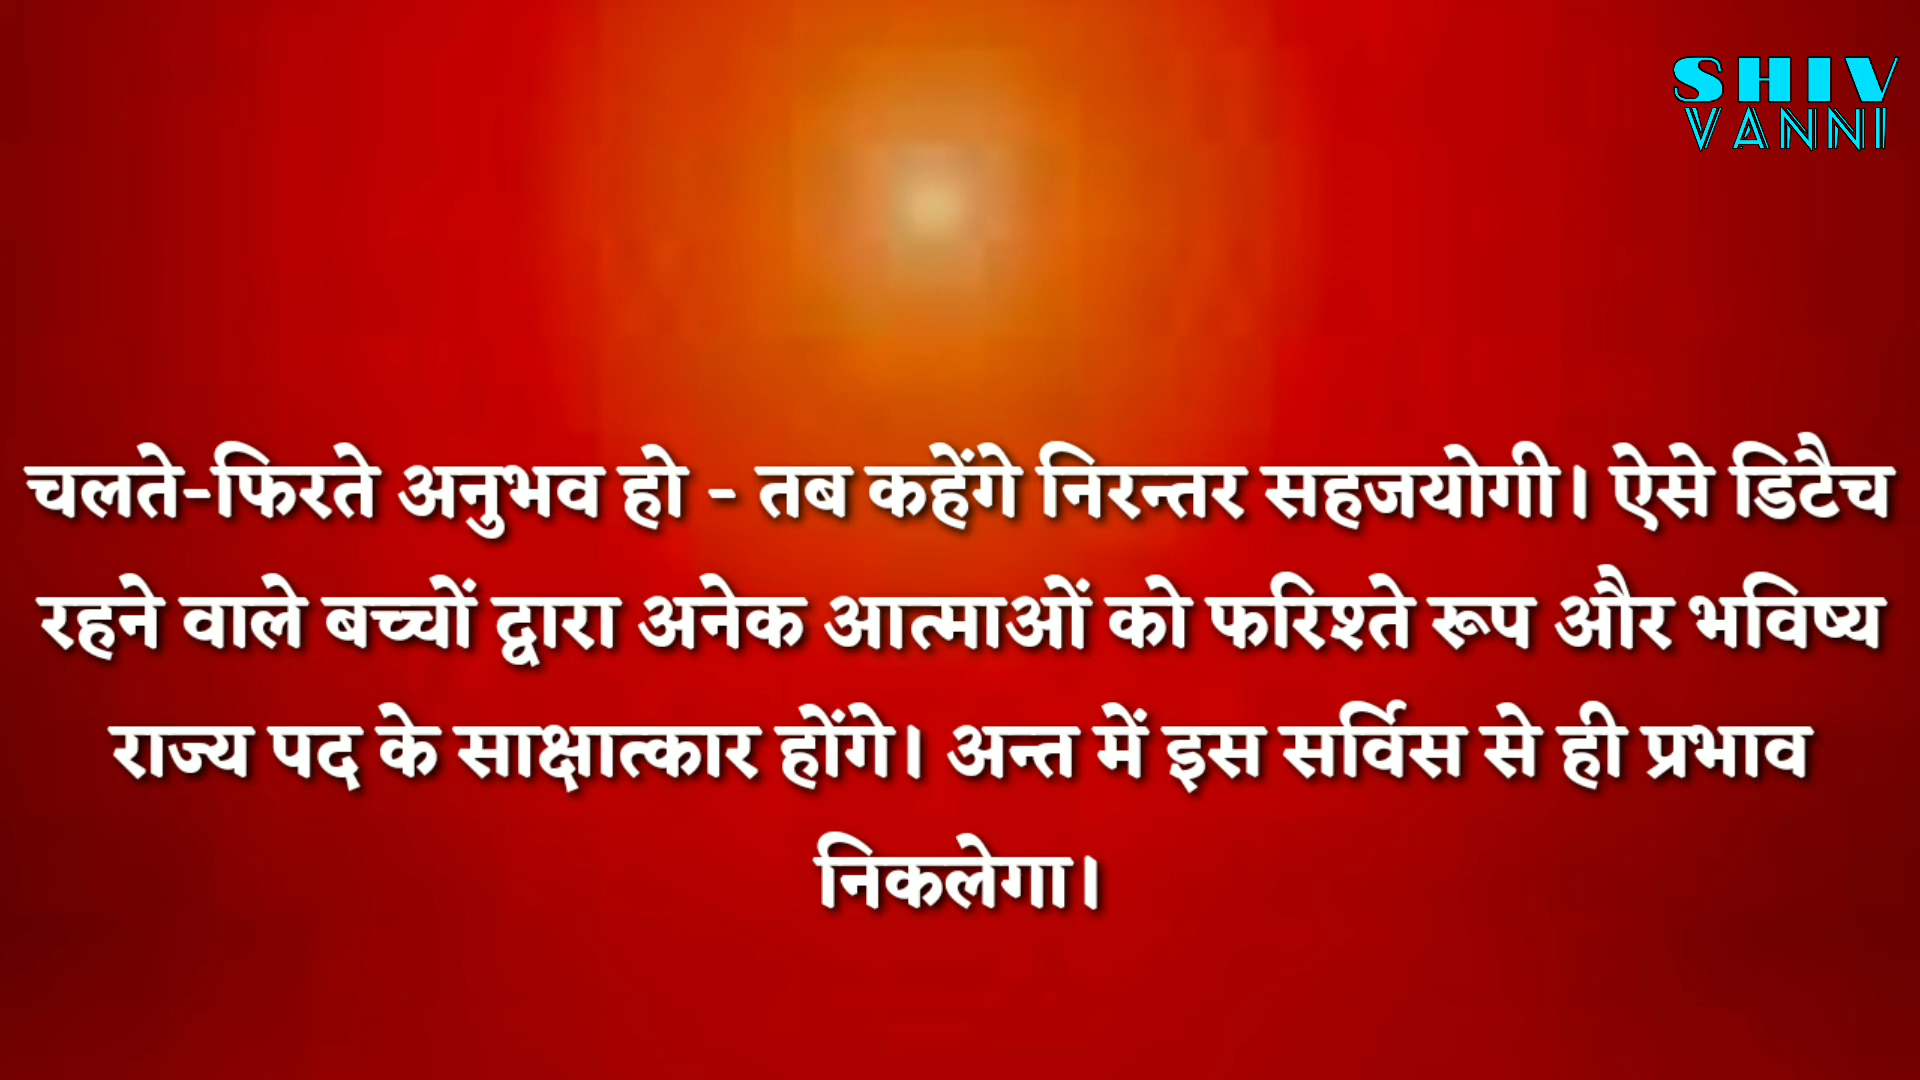 SHIV
VANNI
चलते-फिरते अनुभव हो - तब कहेंगे निरन्तर सहजयोगी। ऐसे डिटैच
रहने वाले बच्चों द्वारा अनेक आत्माओं को फरिश्ते रूप और भविष्य
राज्य पद के साक्षात्कार होंगे। अन्त में इस सर्विस से ही प्रभाव
निकलेगा।